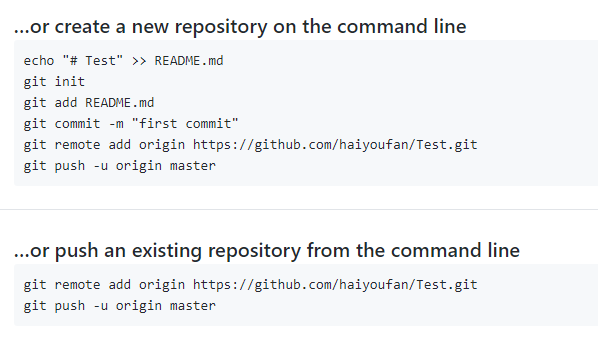 …or create a new repository on the command line
echo "# Test" >> README.md
git init
git add README.md
git commit -m "first commit"
git remote add origin https://github.com/haiyoufan/Test.git
git push -u origin master
…or push an existing repository from the command line
git remote add origin https://github.com/haiyoufan/Test.git
git push -u origin master